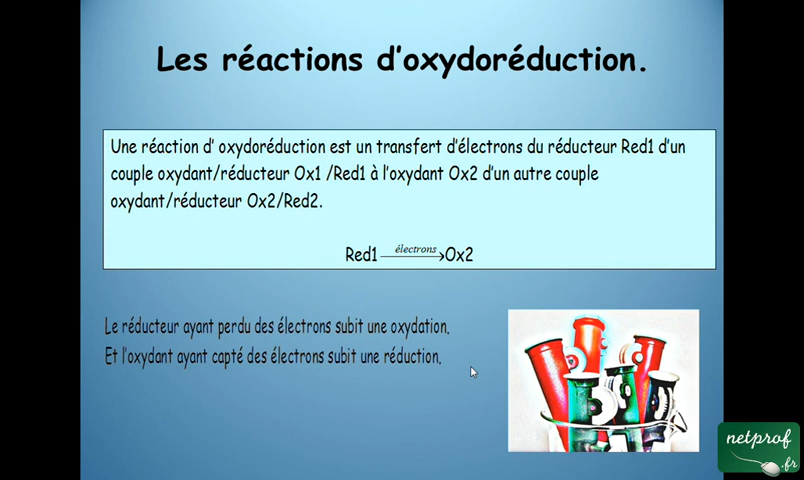 Les réactions d'oxydoréduction.
Une réaction d' oxydoréduction est un transfert d'électrons du réducteur Red1 d'un
couple oxydant/réducteur Ox1 /Red1 à l'oxydant Ox2 d'un autre couple
oxydant/réducteur Ox2/Red2.
électrons
Red1 → Ox2
Le réducteur ayant perdu des électrons subit une oxydation.
Et l'oxydant ayant capté des électrons subit une réduction.
netprof
.fr